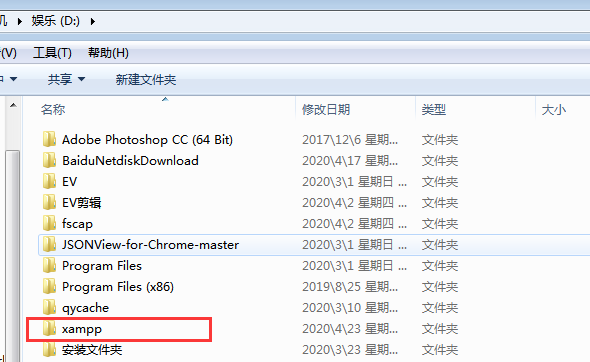 机 ▸ 娱乐 (D:) ▸
(V) 工具(T) 帮助(H)
中 ▼ 共享 ▼ 新建文件夹
名称 修改日期 类型 大小
Adobe Photoshop CC (64 Bit) 2017\12\6 星期... 文件夹
BaiduNetdiskDownload 2020\4\17 星期... 文件夹
EV 2020\3\1 星期日 ... 文件夹
EV剪辑 2020\4\2 星期四 ... 文件夹
fscap 2020\4\2 星期四 ... 文件夹
JSONView-for-Chrome-master 2020\3\1 星期日 ... 文件夹
Program Files 2020\3\1 星期日 ... 文件夹
Program Files (x86) 2019\8\25 星期... 文件夹
qycache 2020\3\10 星期... 文件夹
xampp 2020\4\23 星期... 文件夹
安装文件夹 2020\4\23 星期... 文件夹